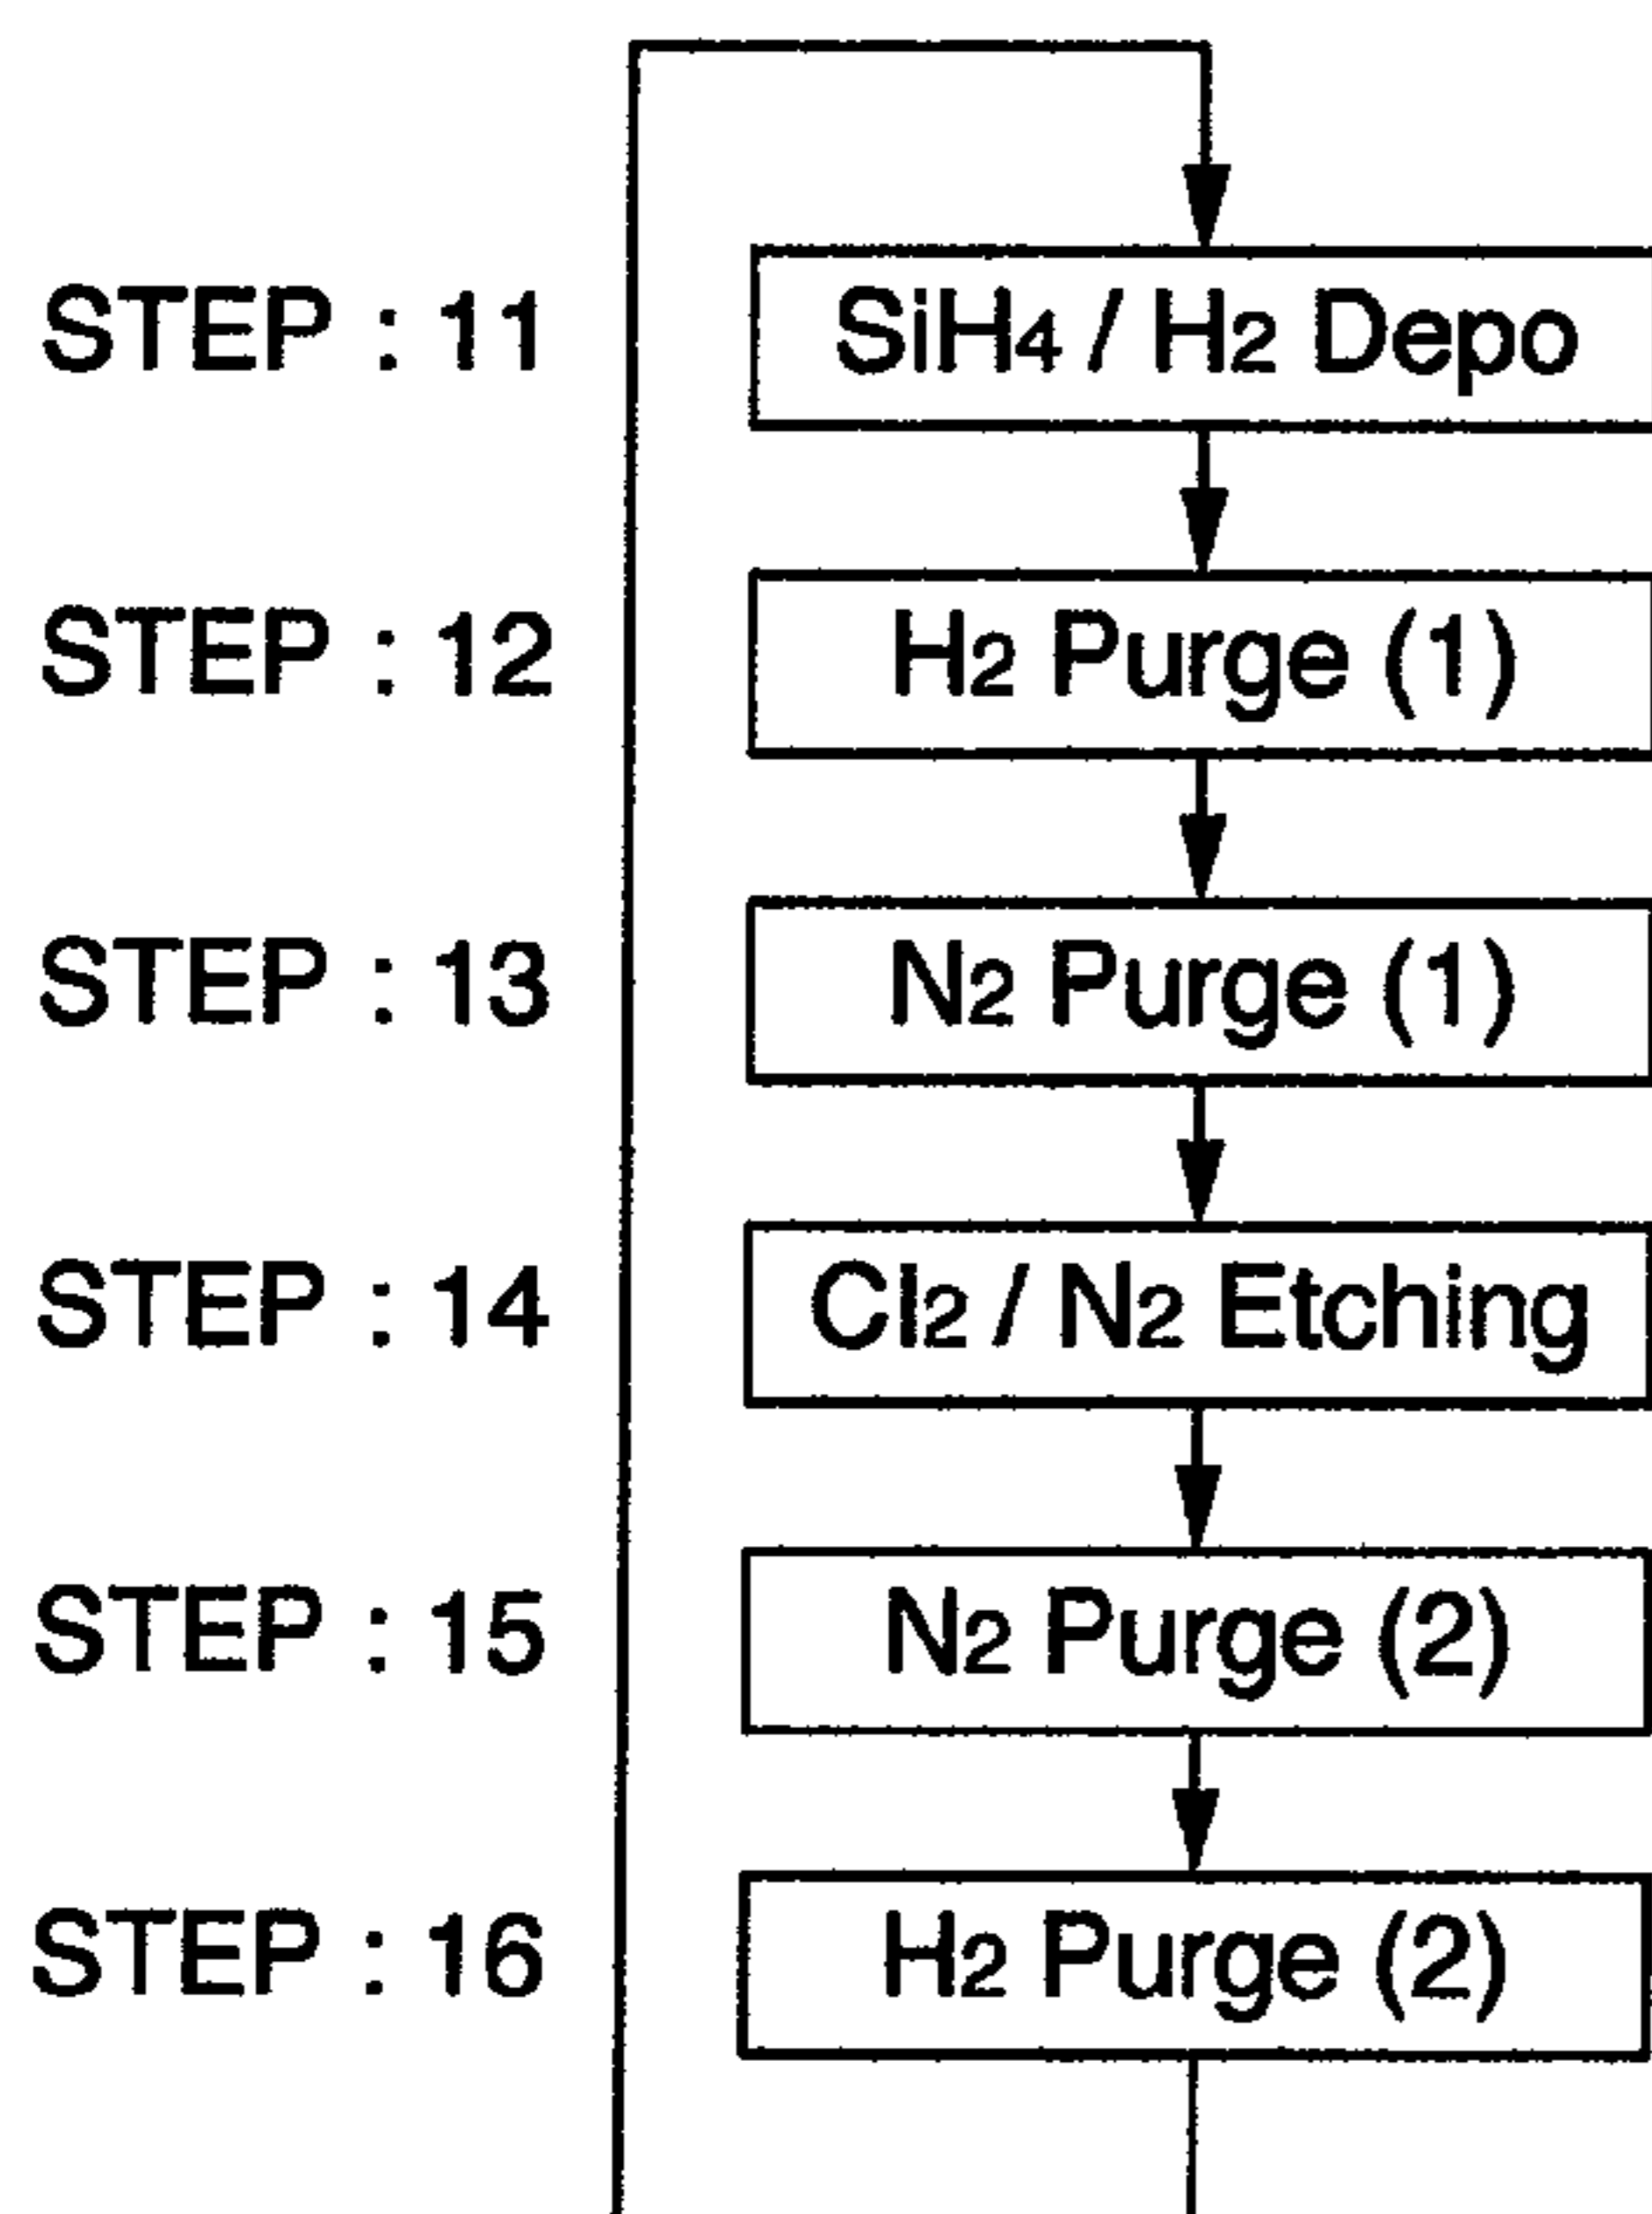 STEP : 11 SiH4 / H2 Depo
STEP : 12 H2 Purge (1)
STEP : 13 N2 Purge (1)
STEP : 14 Cl2 / N2 Etching
STEP : 15 N2 Purge (2)
STEP : 16 H2 Purge (2)